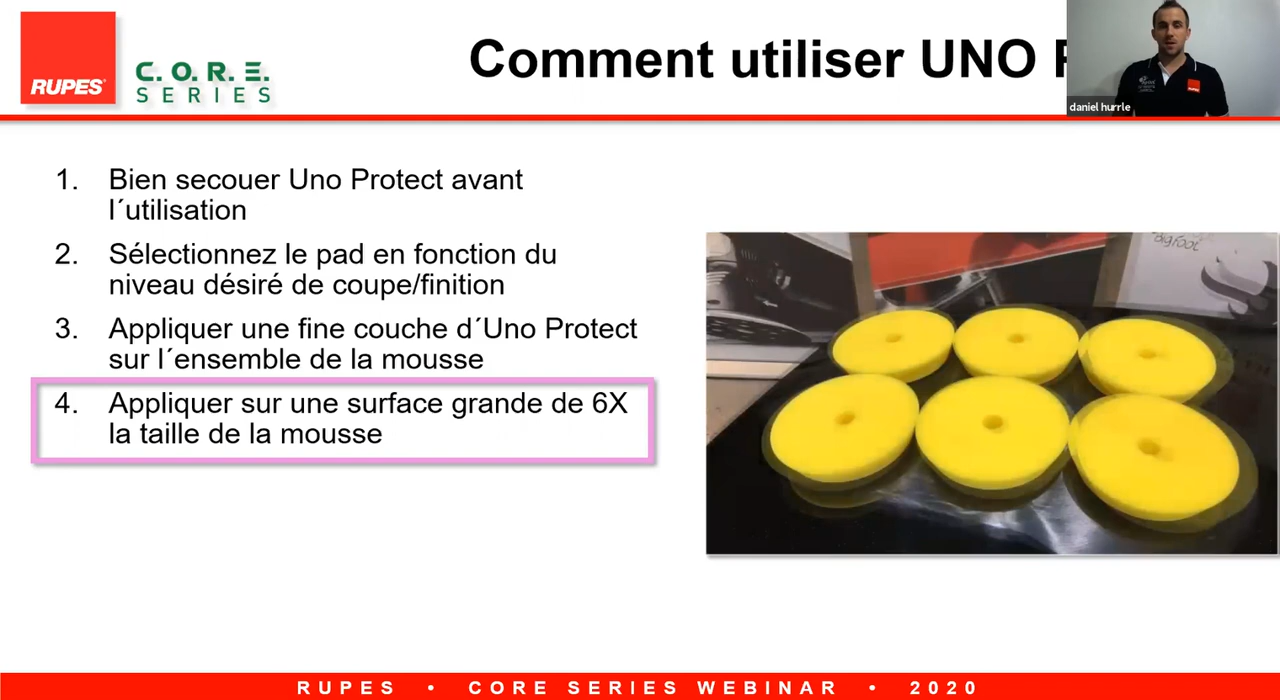 RUPES
C.O.R.E.
SERIES
Comment utiliser UNO
daniel hurrle
RUPES
1. Bien secouer Uno Protect avant
l´utilisation
2. Sélectionnez le pad en fonction du
niveau désiré de coupe/finition
3. Appliquer une fine couche d´Uno Protect
sur l´ensemble de la mousse
4. Appliquer sur une surface grande de 6X
la taille de la mousse
bigfoot
RUPES • CORE SERIES WEBINAR • 2020